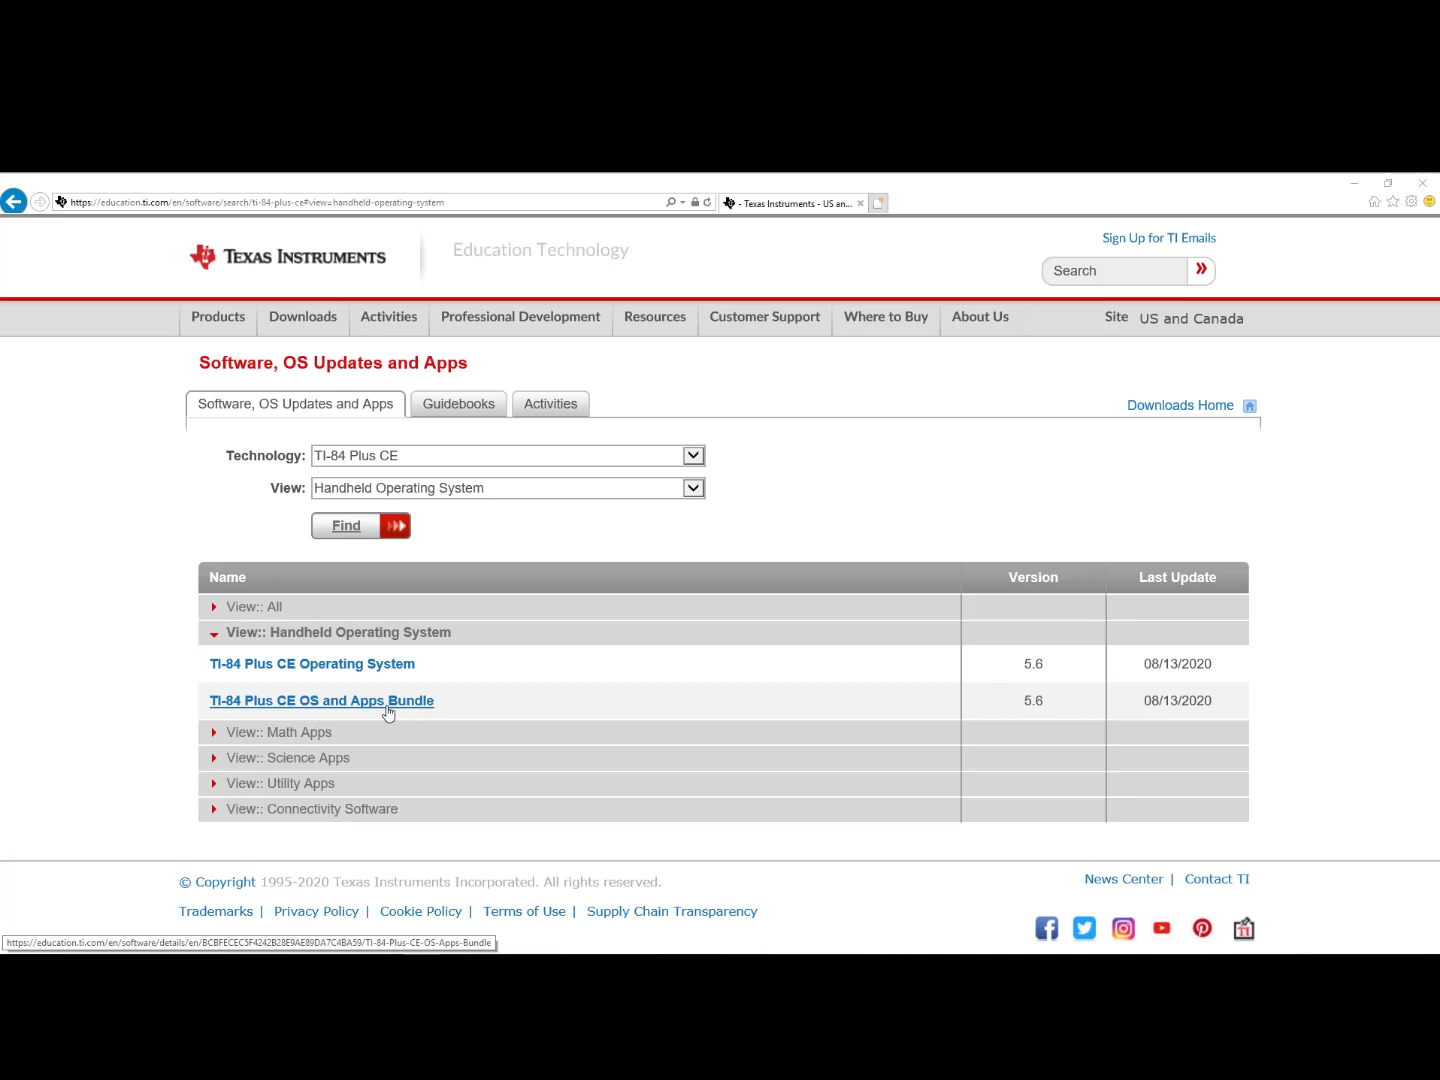 https://education.ti.com/en/software/search/ti-84-plus-ce#view=handheld-operating-system
- Texas Instruments - US an...
TEXAS INSTRUMENTS
Education Technology
Sign Up for TI Emails
Search
Products
Downloads
Activities
Professional Development
Resources
Customer Support
Where to Buy
About Us
Site US and Canada
Software, OS Updates and Apps
Software, OS Updates and Apps
Guidebooks
Activities
Downloads Home
Technology: TI-84 Plus CE
View: Handheld Operating System
Find
Name Version Last Update
View:: All
View:: Handheld Operating System
TI-84 Plus CE Operating System 5.6 08/13/2020
TI-84 Plus CE OS and Apps Bundle 5.6 08/13/2020
View:: Math Apps
View:: Science Apps
View:: Utility Apps
View:: Connectivity Software
© Copyright 1995-2020 Texas Instruments Incorporated. All rights reserved.
News Center | Contact TI
Trademarks | Privacy Policy | Cookie Policy | Terms of Use | Supply Chain Transparency
https://education.ti.com/en/software/details/en/BCBFECEC5F4242B28E9AE89DA7C4BA59/TI-84-Plus-CE-OS-Apps-Bundle